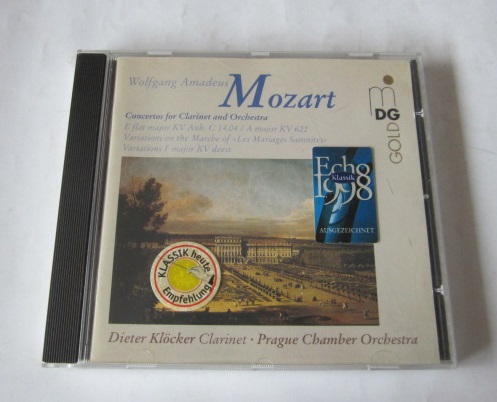 Wolfgang Amadeus
Mozart
Concertos for Clarinet and Orchestra
E flat major KV Anh. C 14.04 / A major KV 622
Variations on the Marche of »Les Mariages Samnites«
Variations F major KV deest
MDG
GOLD
Echo
Klassik
1998
AUSGEZEICHNET
KLASSIK heute
Empfehlung
Dieter Klöcker Clarinet · Prague Chamber Orchestra